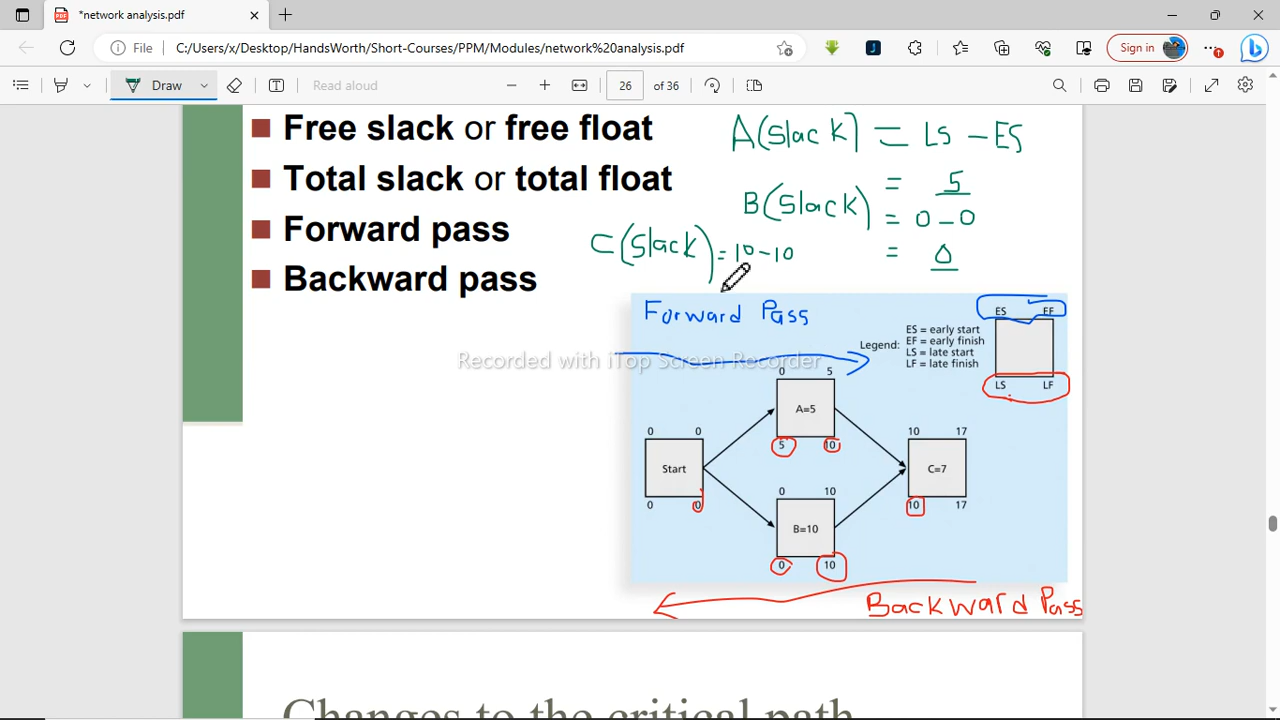 *network analysis.pdf
File C:/Users/x/Desktop/HandsWorth/Short-Courses/PPM/Modules/network%20analysis.pdf Sign in
Draw Read aloud 26 of 36
Free slack or free float
Total slack or total float
Forward pass
Backward pass
A(Slack) = LS - ES
= 5
B(Slack) = 0 - 0
= 0
C(Slack) = 10 - 10
Forward Pass
Recorded with iTop Screen Recorder
Legend:
ES = early start
EF = early finish
LS = late start
LF = late finish
ES EF
LS LF
0 5
A=5
5 10
0 0
Start
0 0
10 17
C=7
10 17
0 10
B=10
0 10
Backward Pass
Changes to the critical path